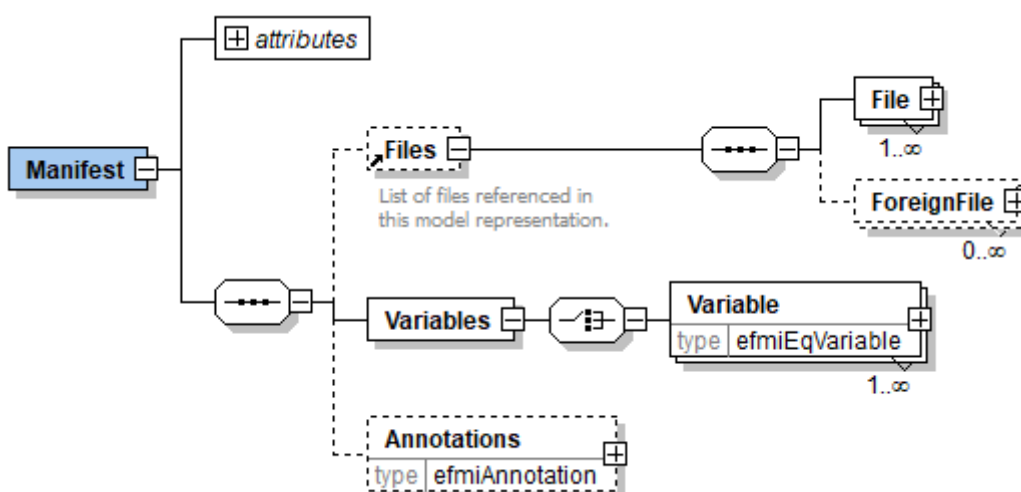 attributes
Manifest
Files
List of files referenced in
this model representation.
File
1..∞
ForeignFile
0..∞
Variables
Variable
type efmiEqVariable
1..∞
Annotations
type efmiAnnotation